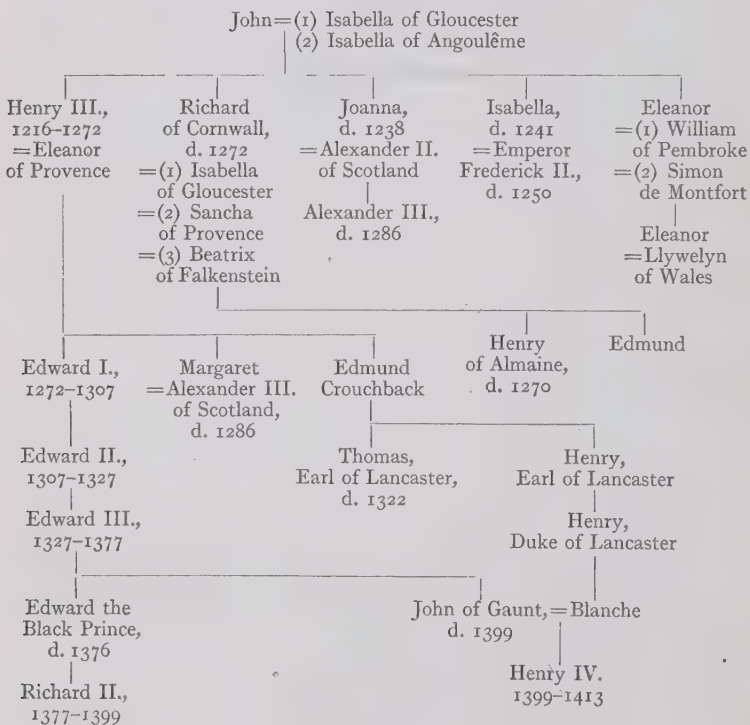 John=(1) Isabella of Gloucester
(2) Isabella of Angoulême
Henry III.,
1216–1272
=Eleanor
of Provence
Richard
of Cornwall,
d. 1272
=(1) Isabella
of Gloucester
=(2) Sancha
of Provence
=(3) Beatrix
of Falkenstein
Joanna,
d. 1238
=Alexander II.
of Scotland
Alexander III.,
d. 1286
Isabella,
d. 1241
=Emperor
Frederick II.,
d. 1250
Eleanor
=(1) William
of Pembroke
=(2) Simon
de Montfort
Eleanor
=Llywelyn
of Wales
Edward I.,
1272–1307
Margaret
=Alexander III.
of Scotland,
d. 1286
Edmund
Crouchback
Henry
of Almaine,
d. 1270
Edmund
Edward II.,
1307–1327
Thomas,
Earl of Lancaster,
d. 1322
Henry,
Earl of Lancaster
Edward III.,
1327–1377
Henry,
Duke of Lancaster
Edward the
Black Prince,
d. 1376
John of Gaunt,=Blanche
d. 1399
Richard II.,
1377–1399
Henry IV.
1399–1413